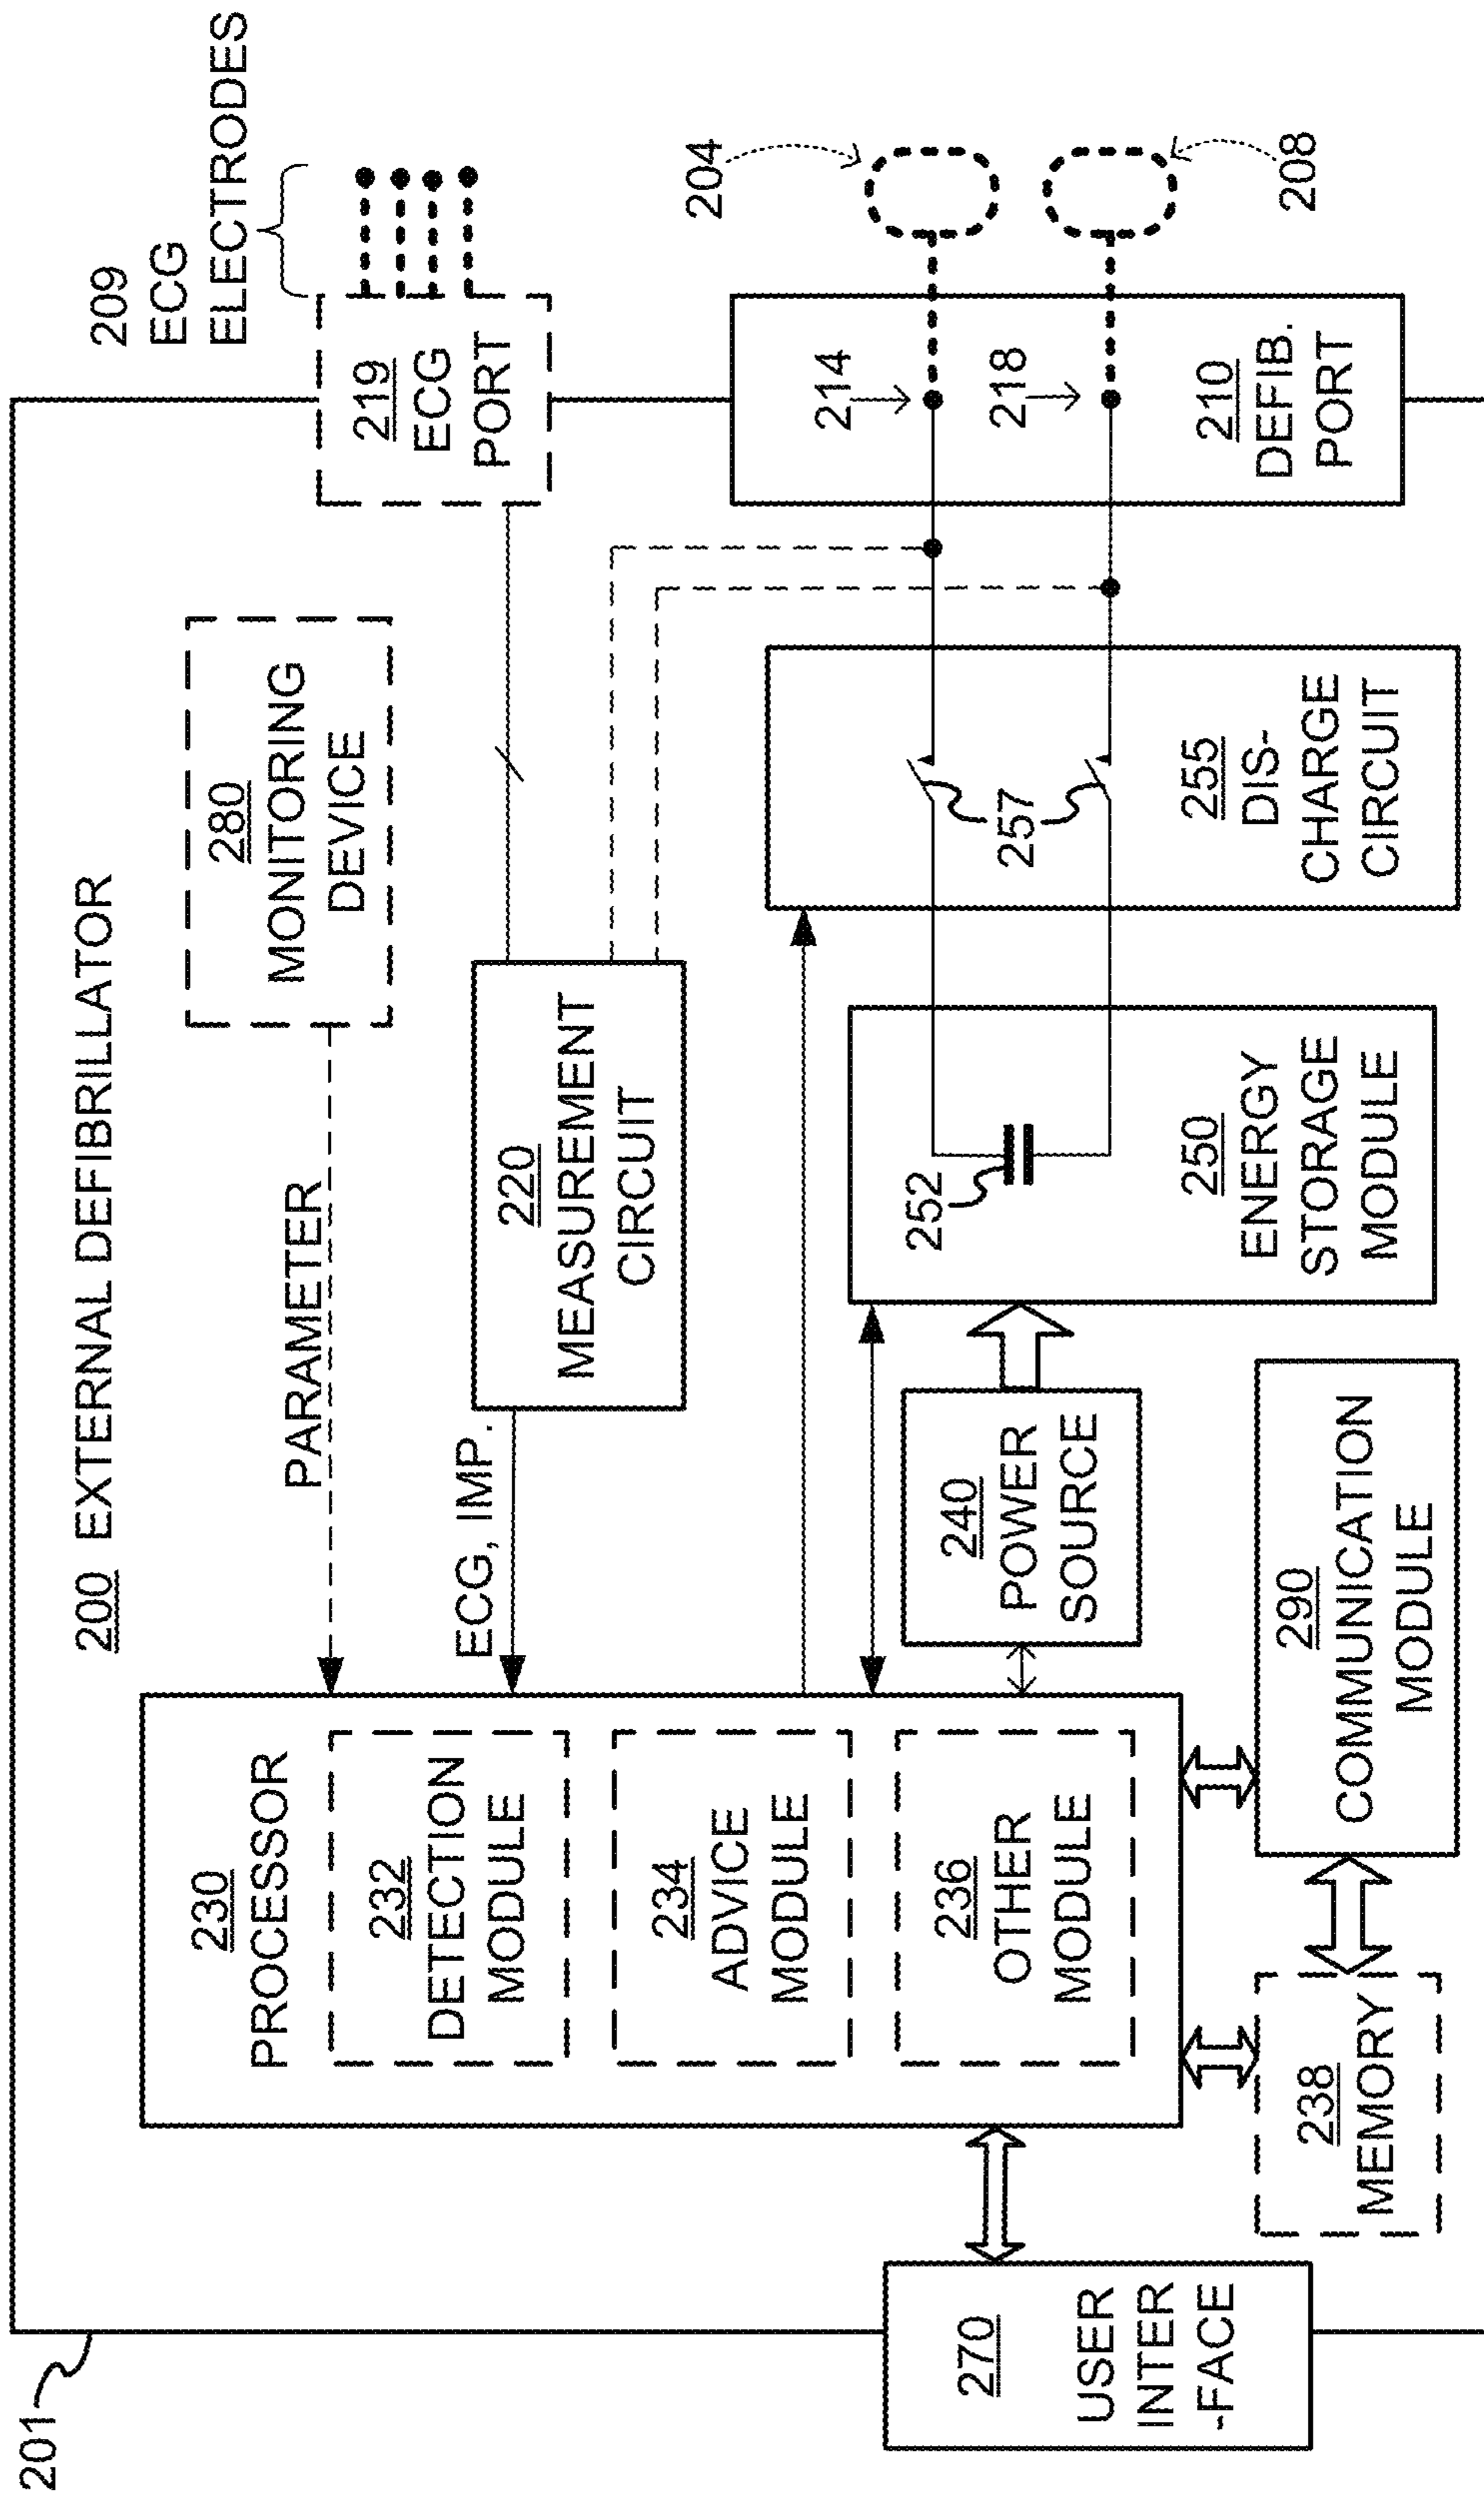 201
200 EXTERNAL DEFIBRILLATOR
209
ECG
ELECTRODES
230
PROCESSOR
232
DETECTION
MODULE
234
ADVICE
MODULE
236
OTHER
MODULE
PARAMETER
280
MONITORING
DEVICE
ECG, IMP.
220
MEASUREMENT
CIRCUIT
219
ECG
PORT
204
208
214
218
210
DEFIB.
PORT
257
255
DIS-
CHARGE
CIRCUIT
252
250
ENERGY
STORAGE
MODULE
240
POWER
SOURCE
270
USER
INTER
-FACE
238
MEMORY
290
COMMUNICATION
MODULE